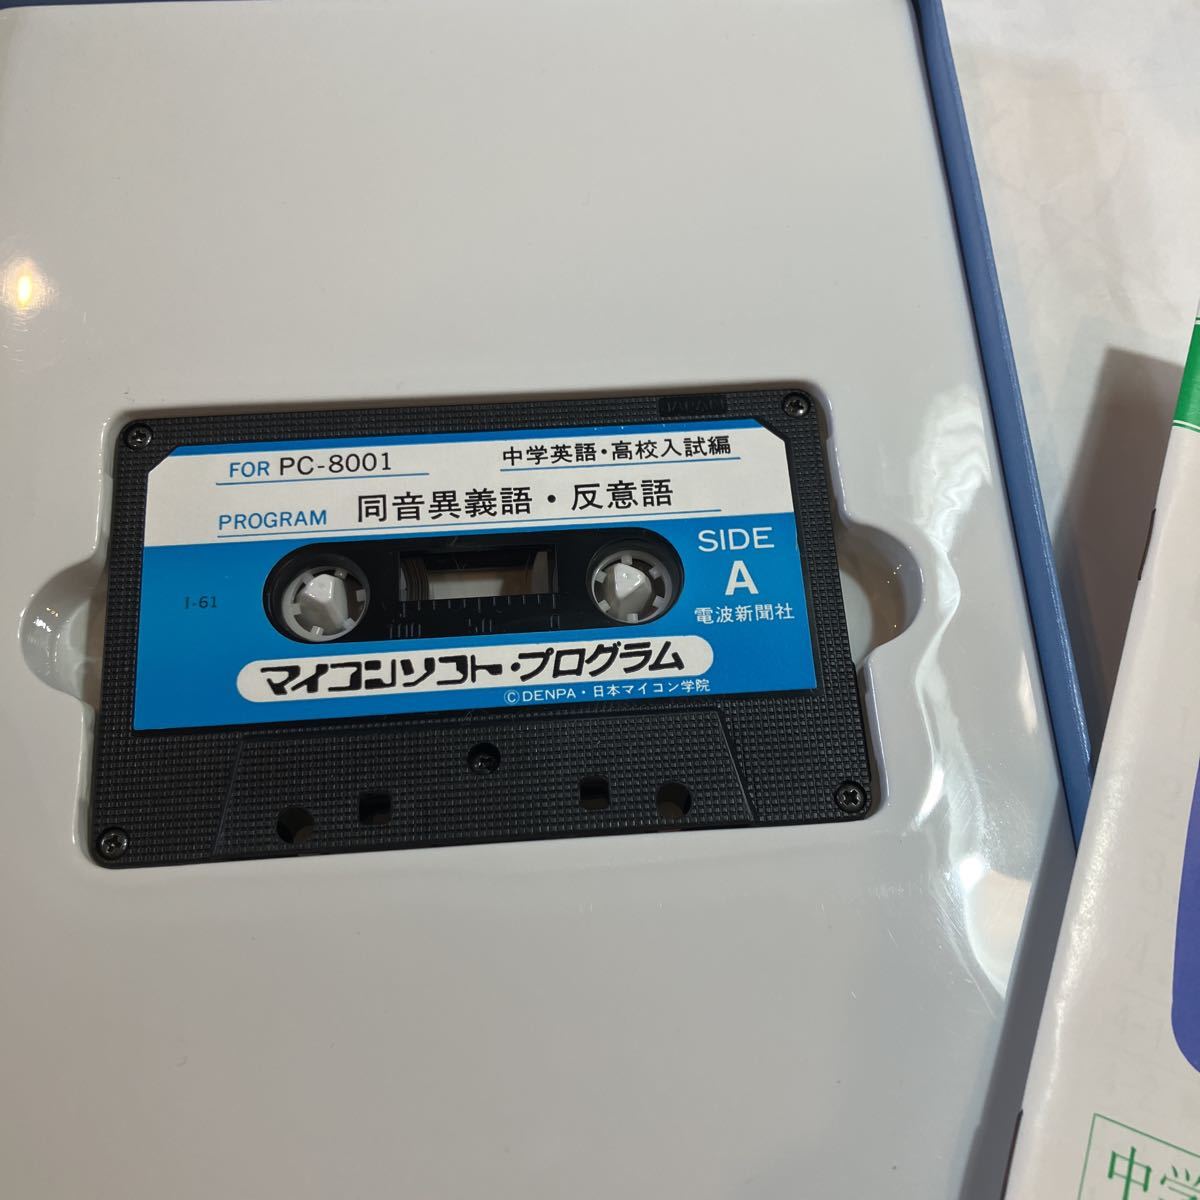 FOR PC-8001
中学英語・高校入試編
PROGRAM 同音異義語・反意語
SIDE
A
電波新聞社
I-61
マイコンソフト・プログラム
©DENPA・日本マイコン学院
中学